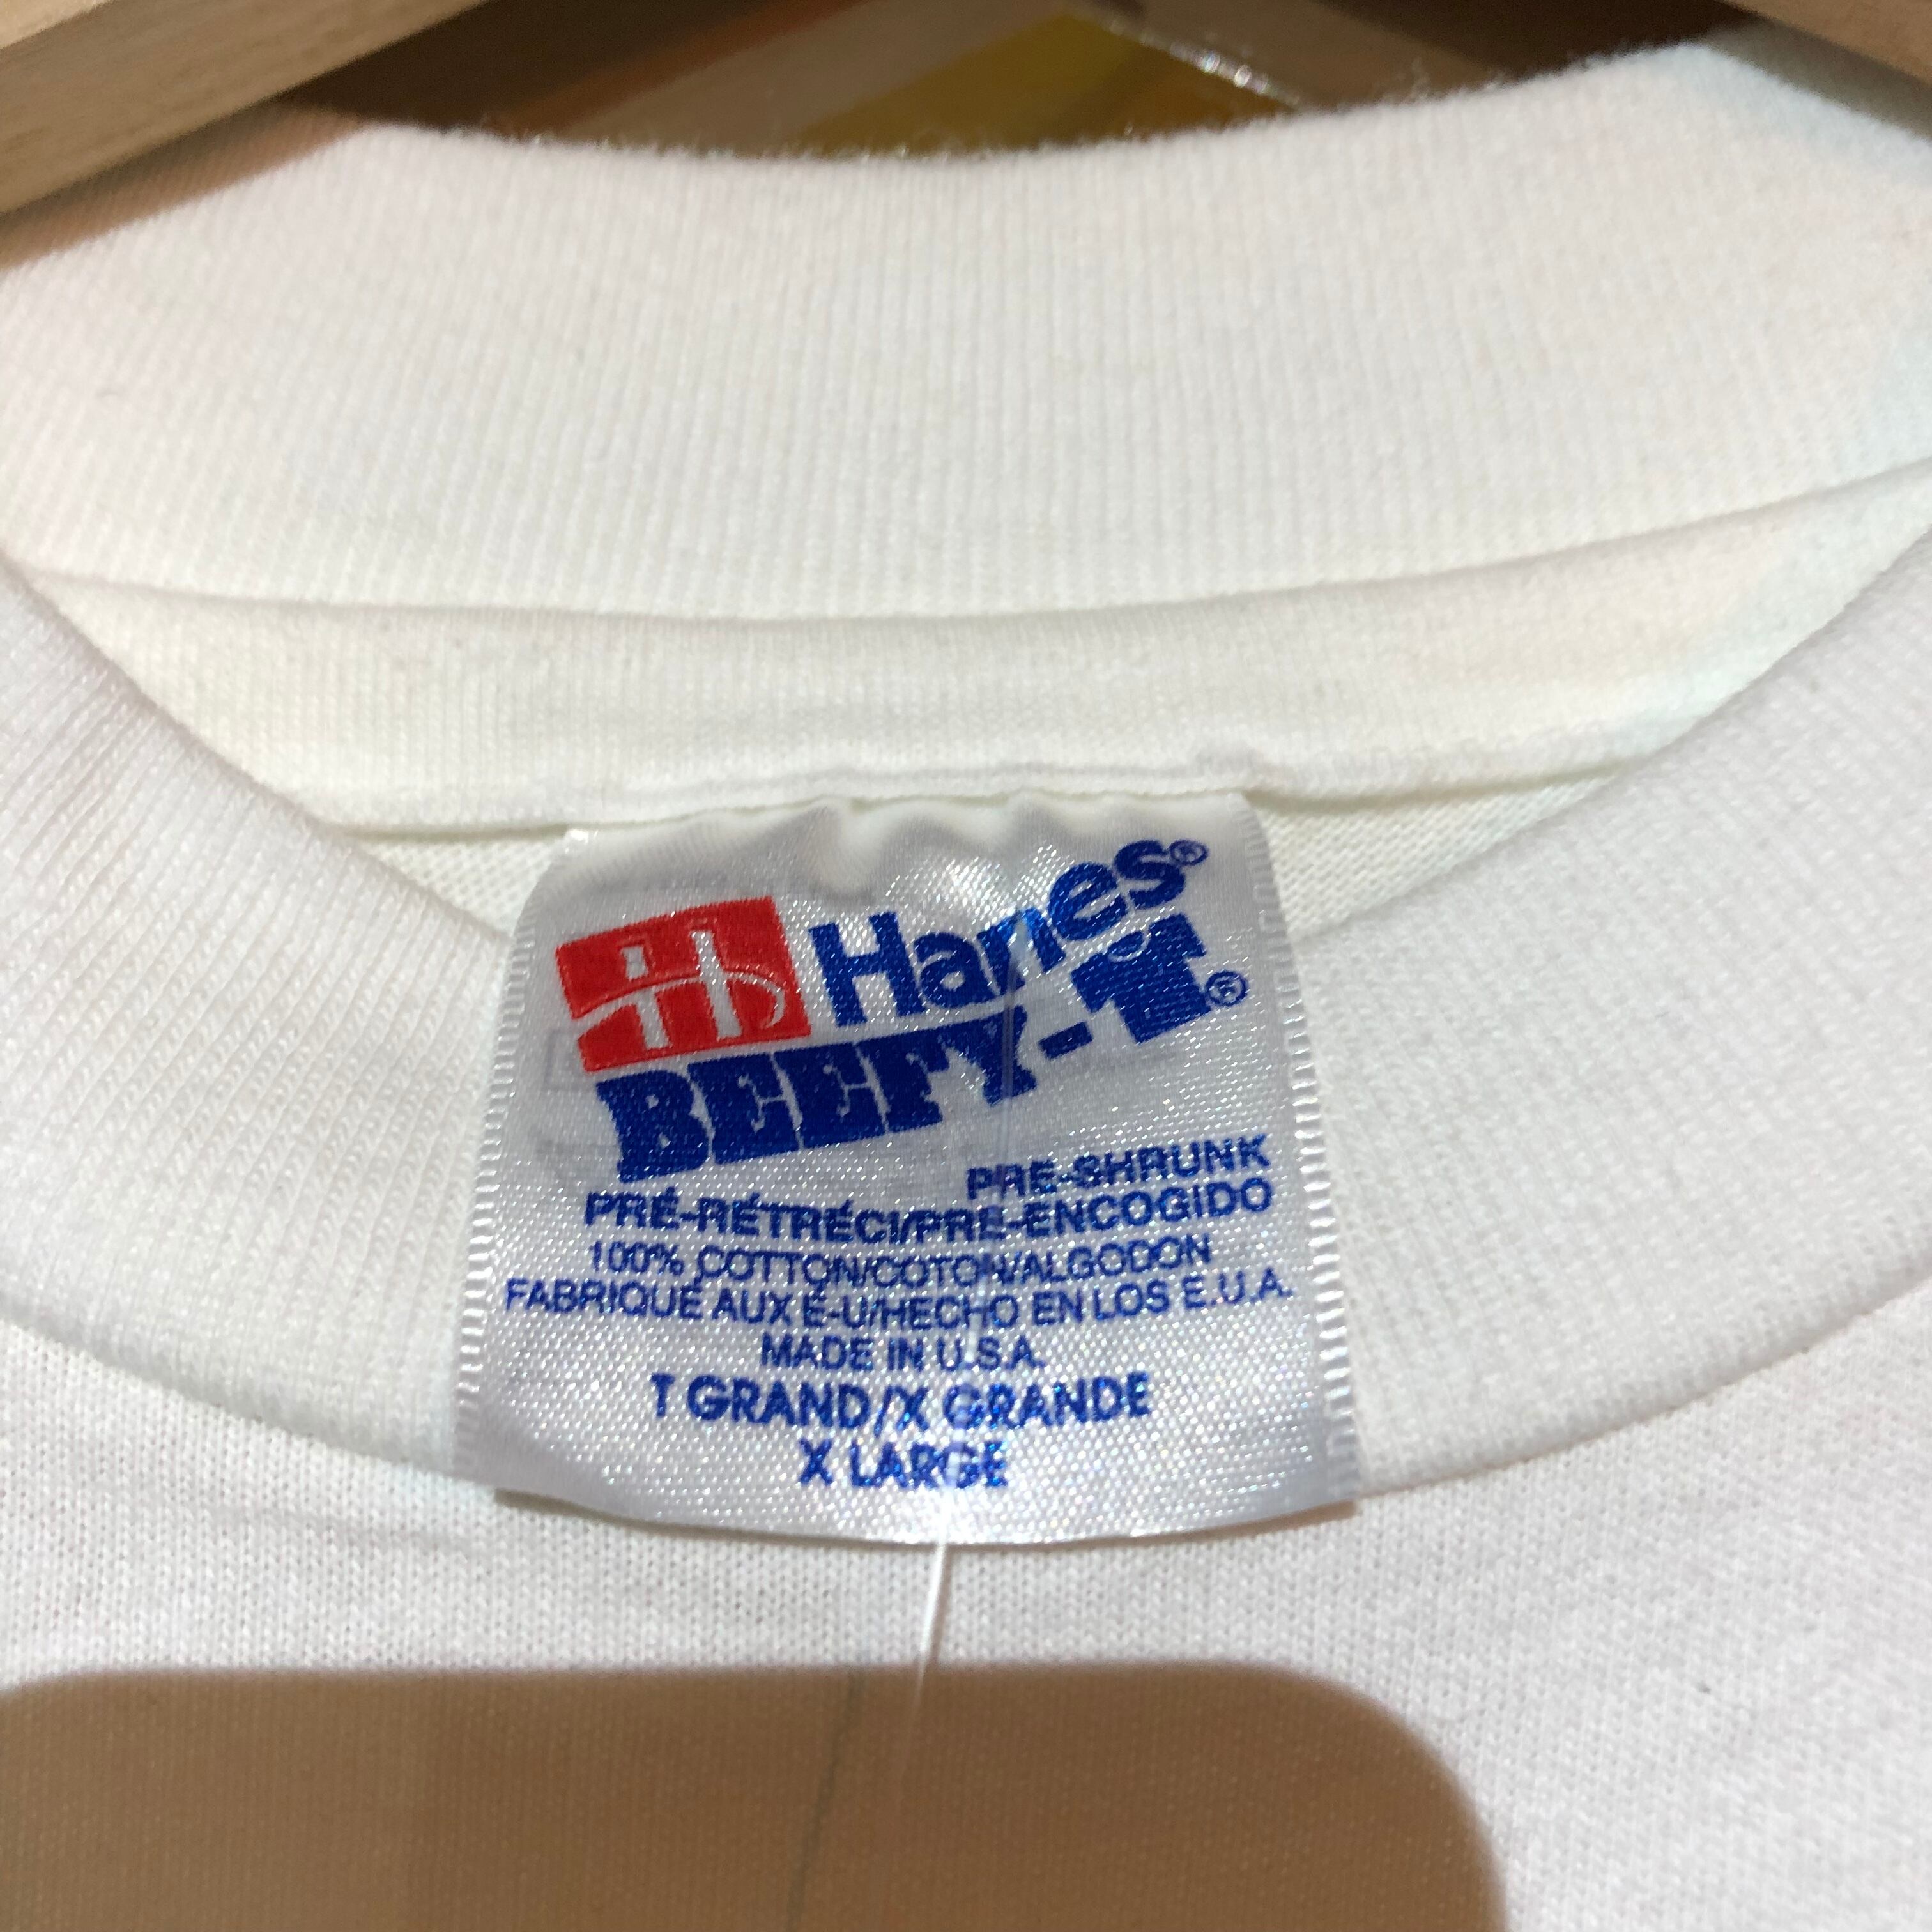 Hanes®
BEEFY-T®
PRE-SHRUNK
PRÉ-RÉTRÉCI/PRE-ENCOGIDO
100% COTTON/COTON/ALGODON
FABRIQUÉ AUX É-U/HECHO EN LOS E.U.A.
MADE IN U.S.A.
T GRAND/X GRANDE
X LARGE